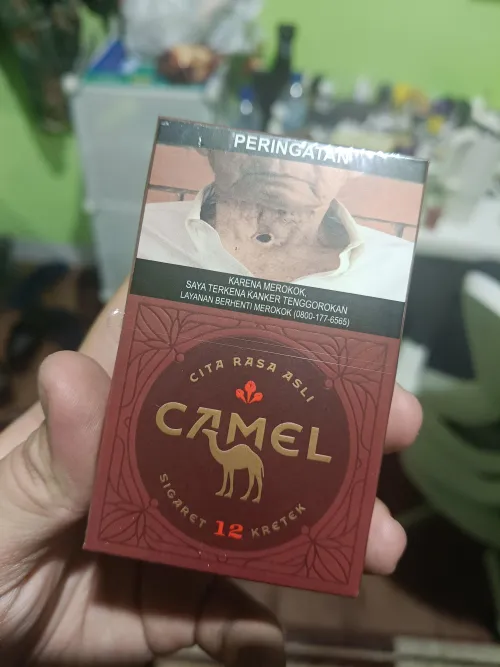 PERINGATAN
KARENA MEROKOK,
SAYA TERKENA KANKER TENGGOROKAN
LAYANAN BERHENTI MEROKOK (0800-177-6565)
CITA RASA ASLI
CAMEL
SIGARET 12 KRETEK